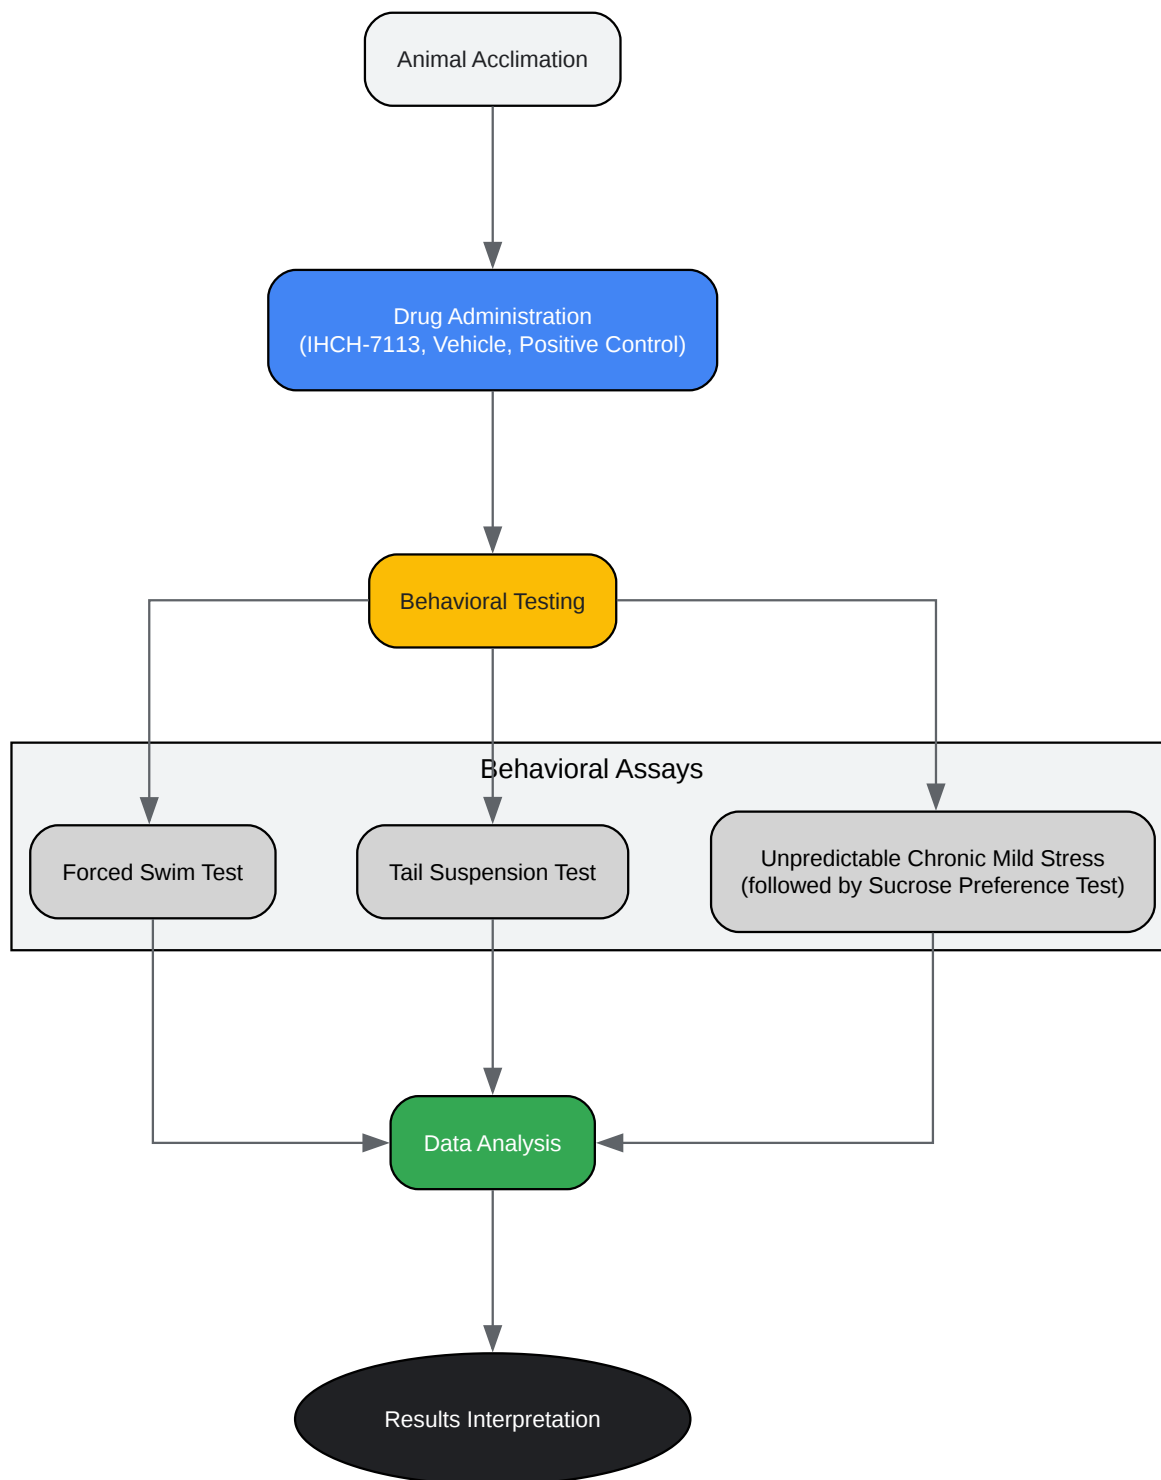 Animal Acclimation
Drug Administration
(IHCH-7113, Vehicle, Positive Control)
Behavioral Testing
Behavioral Assays
Forced Swim Test
Tail Suspension Test
Unpredictable Chronic Mild Stress
(followed by Sucrose Preference Test)
Data Analysis
Results Interpretation